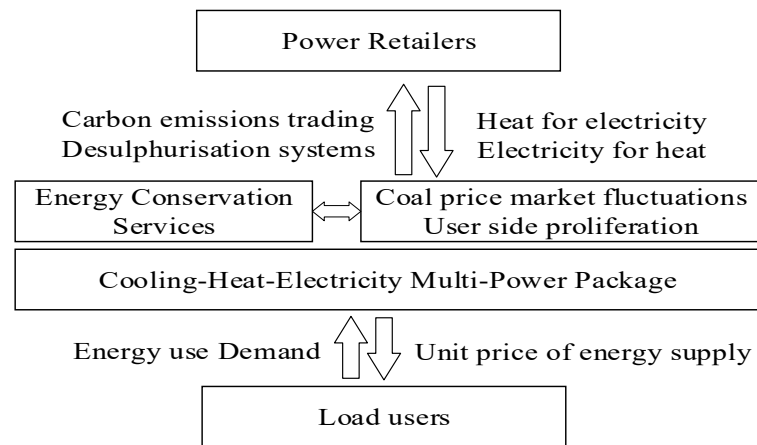 Power Retailers
Carbon emissions trading
Desulphurisation systems
Heat for electricity
Electricity for heat
Energy Conservation
Services
Coal price market fluctuations
User side proliferation
Cooling-Heat-Electricity Multi-Power Package
Energy use Demand
Unit price of energy supply
Load users